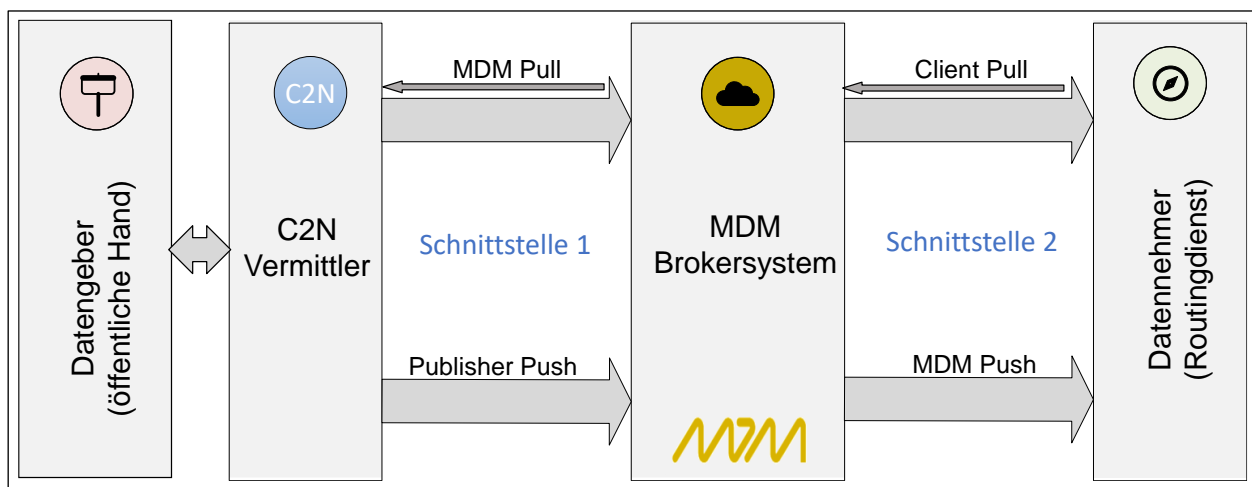 Datengeber
(öffentliche Hand)
C2N
C2N
Vermittler
MDM Pull
Schnittstelle 1
Publisher Push
MDM
Brokersystem
MDM
Client Pull
Schnittstelle 2
MDM Push
Datennehmer
(Routingdienst)